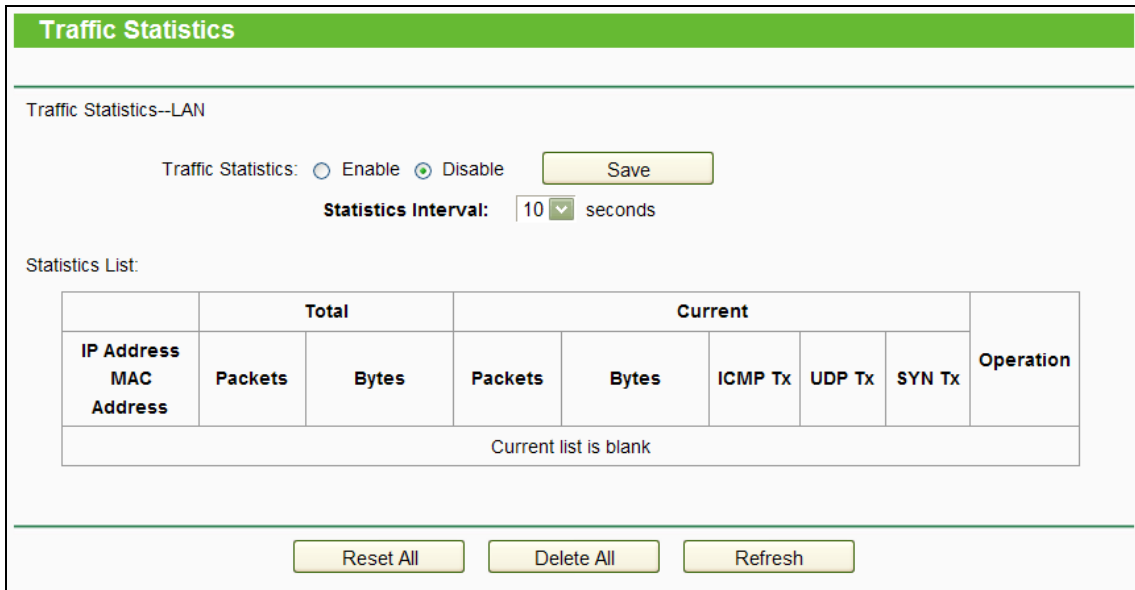 Traffic Statistics
Traffic Statistics--LAN
Traffic Statistics: Enable Disable Save
Statistics Interval: 10 seconds
Statistics List:
Total Current Operation
IP Address MAC Address Packets Bytes Packets Bytes ICMP Tx UDP Tx SYN Tx
Current list is blank
Reset All Delete All Refresh